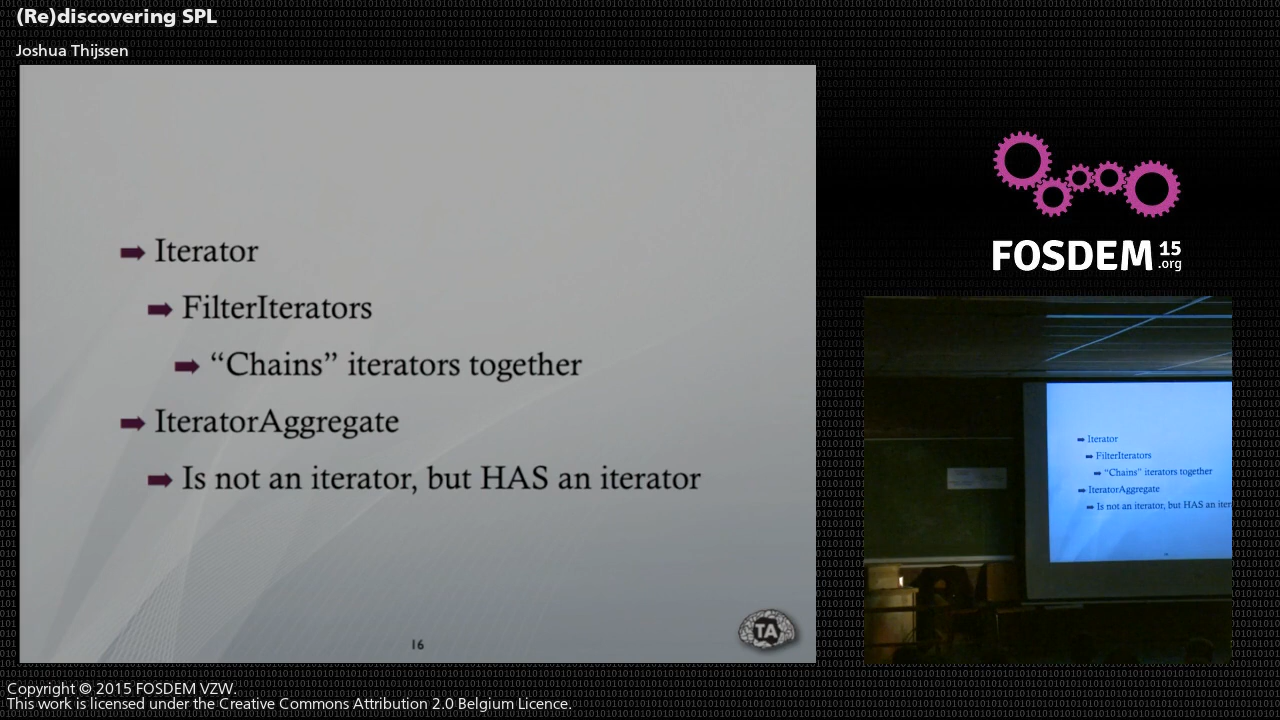 (Re)discovering SPL
Joshua Thijssen
Iterator
FilterIterators
“Chains” iterators together
IteratorAggregate
Is not an iterator, but HAS an iterator
16
TA
FOSDEM 15
.org
Iterator
FilterIterators
“Chains” iterators together
IteratorAggregate
Is not an iterator, but HAS an iter
Copyright © 2015 FOSDEM VZW.
This work is licensed under the Creative Commons Attribution 2.0 Belgium Licence.